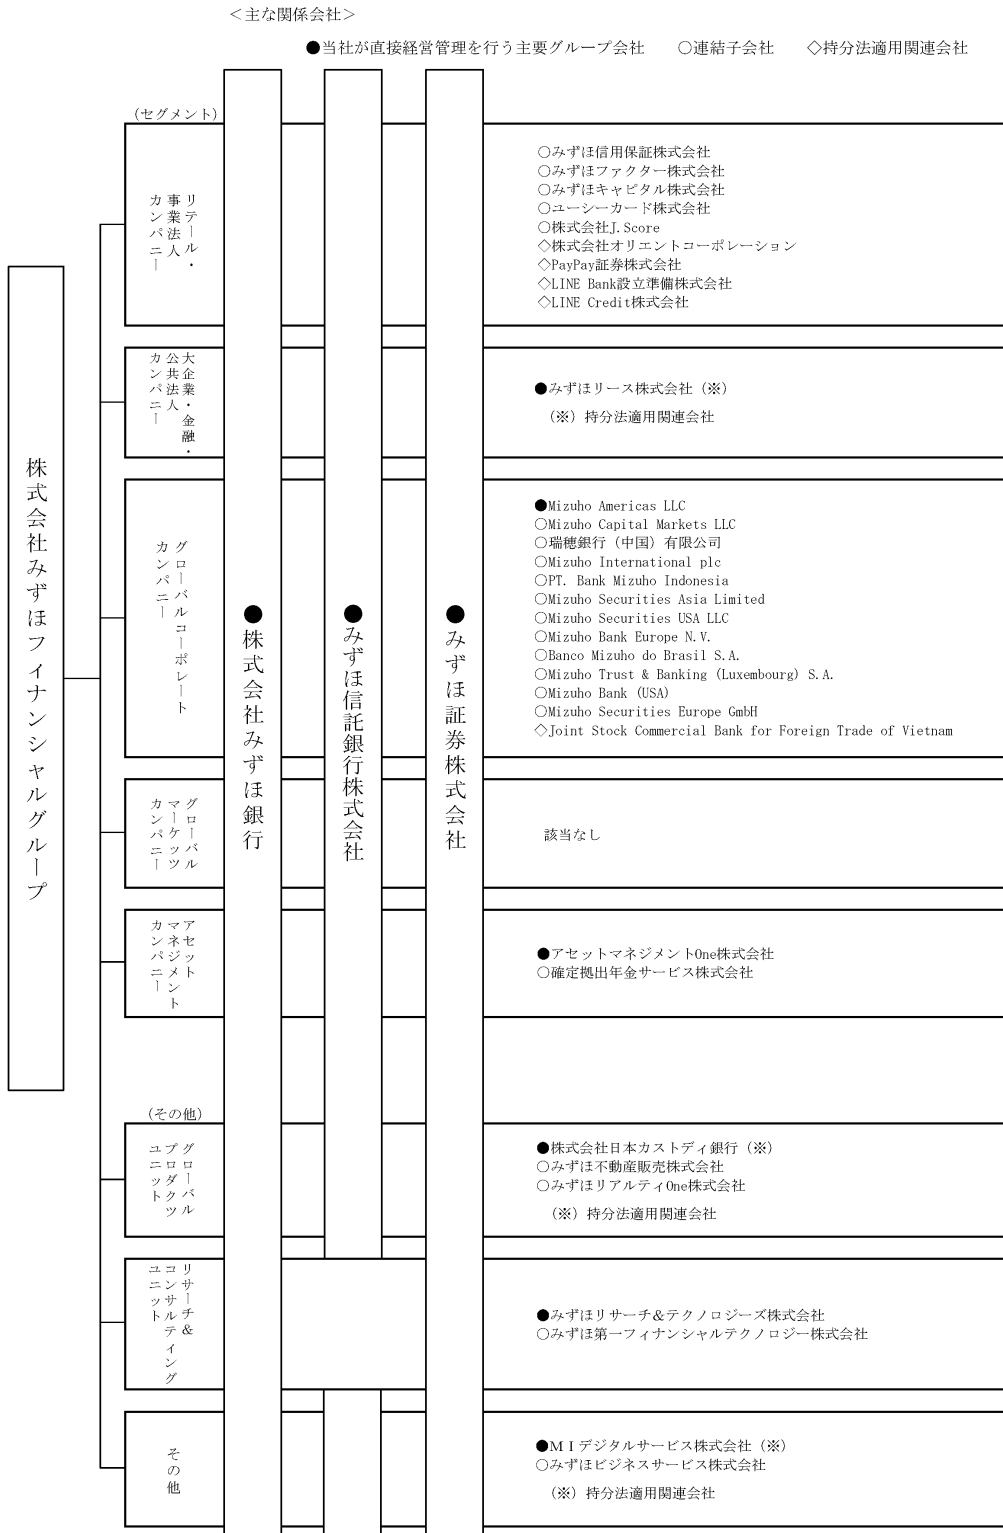 ＜主な関係会社＞
●当社が直接経営管理を行う主要グループ会社　○連結子会社　◇持分法適用関連会社
株式会社みずほフィナンシャルグループ
●株式会社みずほ銀行
●みずほ信託銀行株式会社
●みずほ証券株式会社
（セグメント）
リテール・
事業法人
カンパニー
○みずほ信用保証株式会社
○みずほファクター株式会社
○みずほキャピタル株式会社
○ユーシーカード株式会社
○株式会社J.Score
◇株式会社オリエントコーポレーション
◇PayPay証券株式会社
◇LINE Bank設立準備株式会社
◇LINE Credit株式会社
大企業・金融・
公共法人
カンパニー
●みずほリース株式会社（※）
（※）持分法適用関連会社
グローバルコーポレート
カンパニー
●Mizuho Americas LLC
○Mizuho Capital Markets LLC
○瑞穂銀行（中国）有限公司
○Mizuho International plc
○PT. Bank Mizuho Indonesia
○Mizuho Securities Asia Limited
○Mizuho Securities USA LLC
○Mizuho Bank Europe N.V.
○Banco Mizuho do Brasil S.A.
○Mizuho Trust & Banking (Luxembourg) S.A.
○Mizuho Bank (USA)
○Mizuho Securities Europe GmbH
◇Joint Stock Commercial Bank for Foreign Trade of Vietnam
グローバル
マーケッツ
カンパニー
該当なし
アセット
マネジメント
カンパニー
●アセットマネジメントOne株式会社
○確定拠出年金サービス株式会社
（その他）
グローバル
プロダクツ
ユニット
●株式会社日本カストディ銀行（※）
○みずほ不動産販売株式会社
○みずほリアルティOne株式会社
（※）持分法適用関連会社
リサーチ＆
コンサルティング
ユニット
●みずほリサーチ&テクノロジーズ株式会社
○みずほ第一フィナンシャルテクノロジー株式会社
その他
●ＭＩデジタルサービス株式会社（※）
○みずほビジネスサービス株式会社
（※）持分法適用関連会社